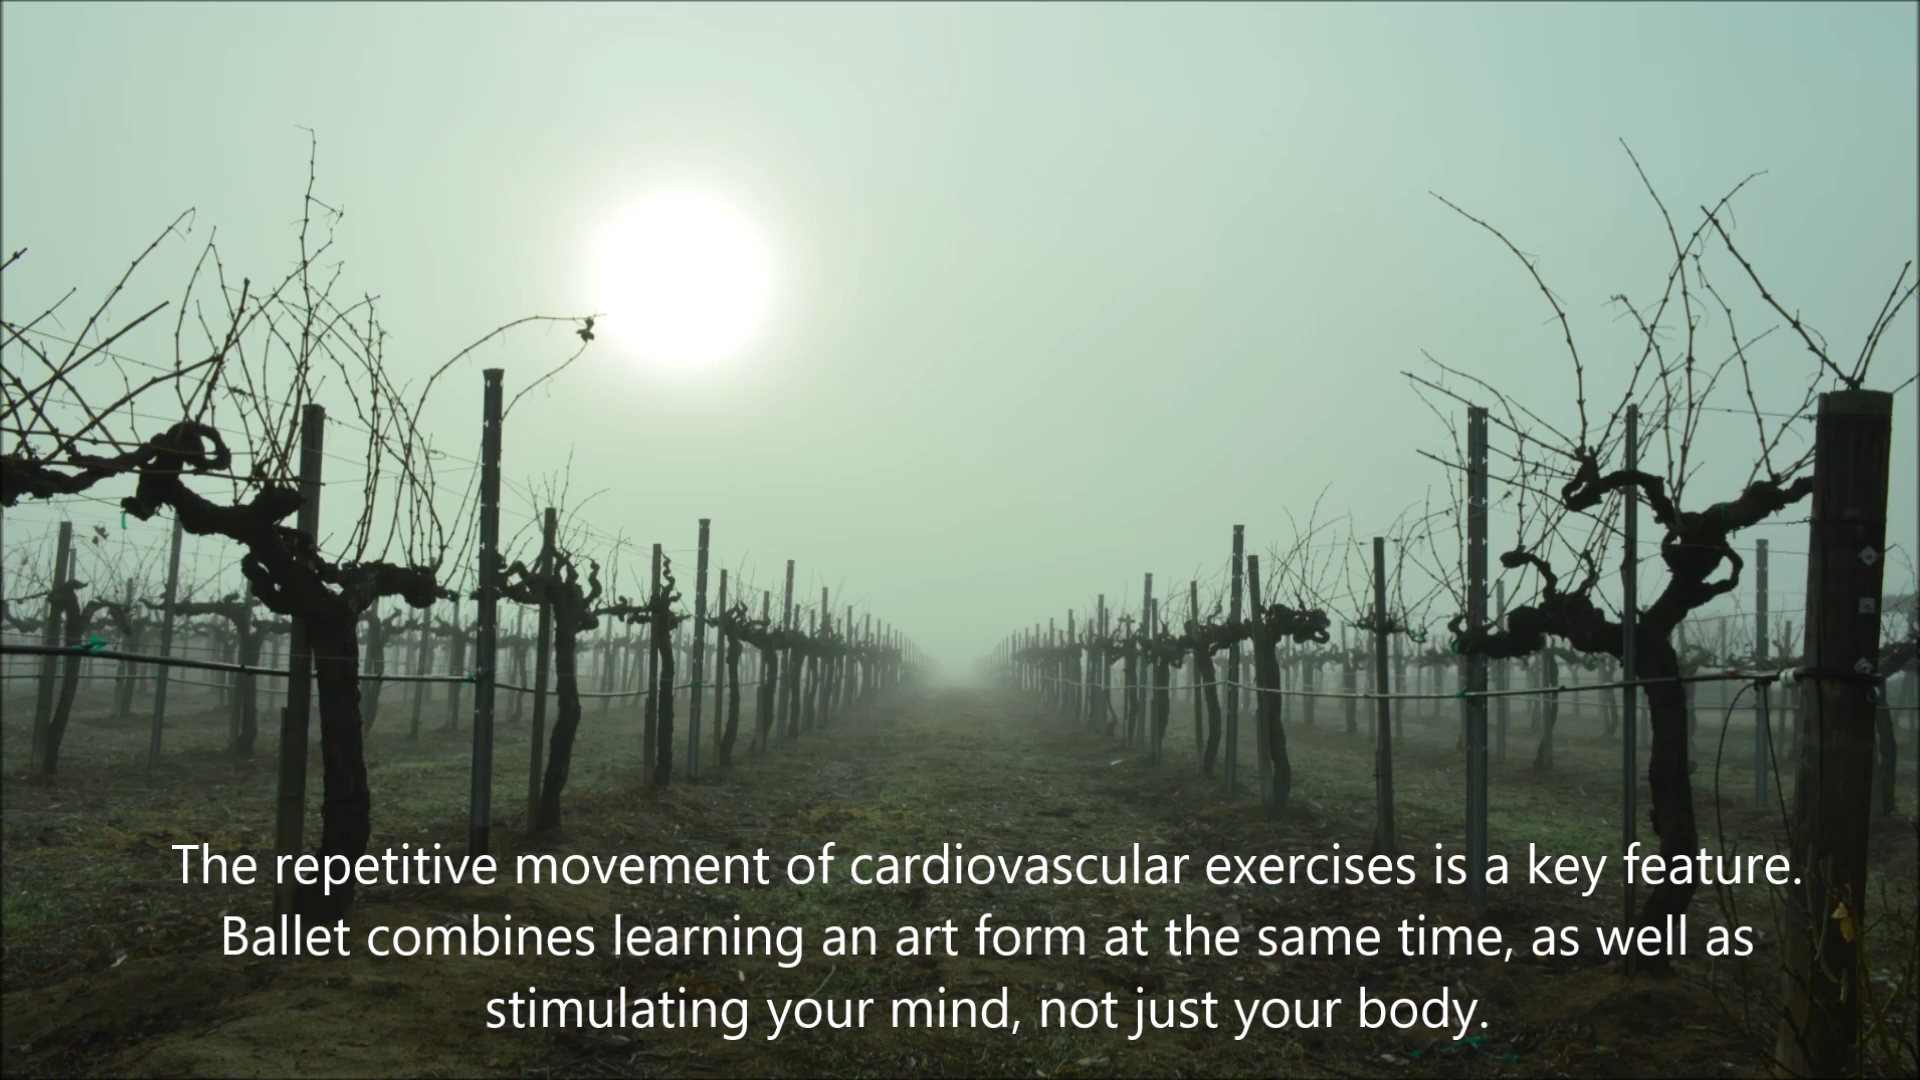 The repetitive movement of cardiovascular exercises is a key feature.
Ballet combines learning an art form at the same time, as well as
stimulating your mind, not just your body.